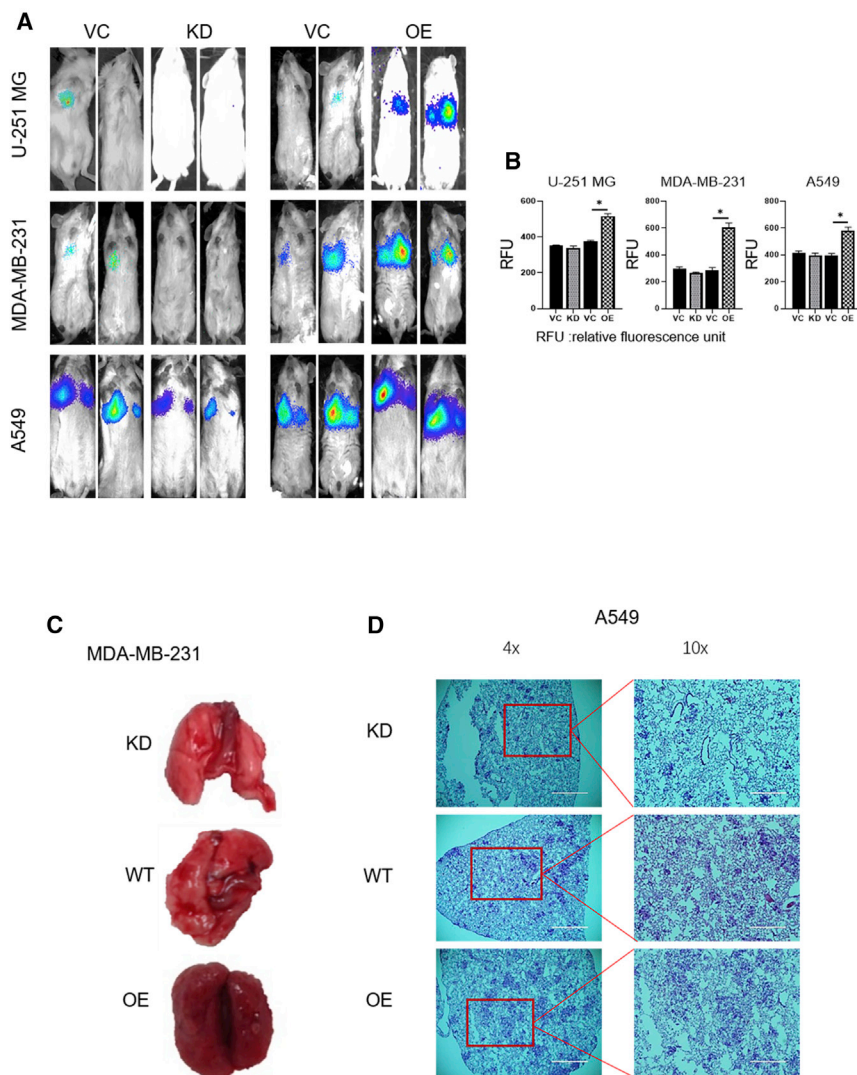 A
VC KD VC OE
U-251 MG
MDA-MB-231
A549
B
U-251 MG MDA-MB-231 A549
RFU
600
400
200
0
*
VC KD VC OE
RFU
800
600
400
200
0
*
VC KD VC OE
RFU
800
600
400
200
0
*
VC KD VC OE
RFU :relative fluorescence unit
C
MDA-MB-231
KD
WT
OE
D
A549
4x 10x
KD
WT
OE